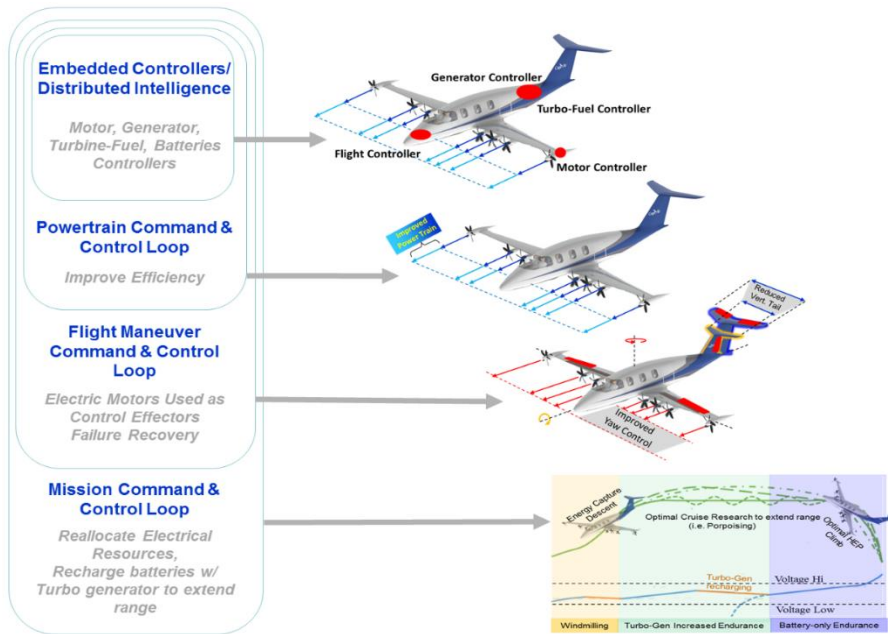 Embedded Controllers/
Distributed Intelligence
Motor, Generator,
Turbine-Fuel, Batteries
Controllers
Generator Controller
Turbo-Fuel Controller
Flight Controller
Motor Controller
Powertrain Command &
Control Loop
Improve Efficiency
Improved
Power Train
Flight Maneuver
Command & Control
Loop
Electric Motors Used as
Control Effectors
Failure Recovery
Reduced
Vert. Tail
Improved
Yaw Control
Mission Command &
Control Loop
Reallocate Electrical
Resources,
Recharge batteries w/
Turbo generator to extend
range
Energy Capture
Descent
Optimal Cruise Research to extend range
(i.e. Porpoising)
Optimal HEP
Climb
Turbo-Gen
recharging
Voltage Hi
Voltage Low
Windmilling
Turbo-Gen Increased Endurance
Battery-only Endurance